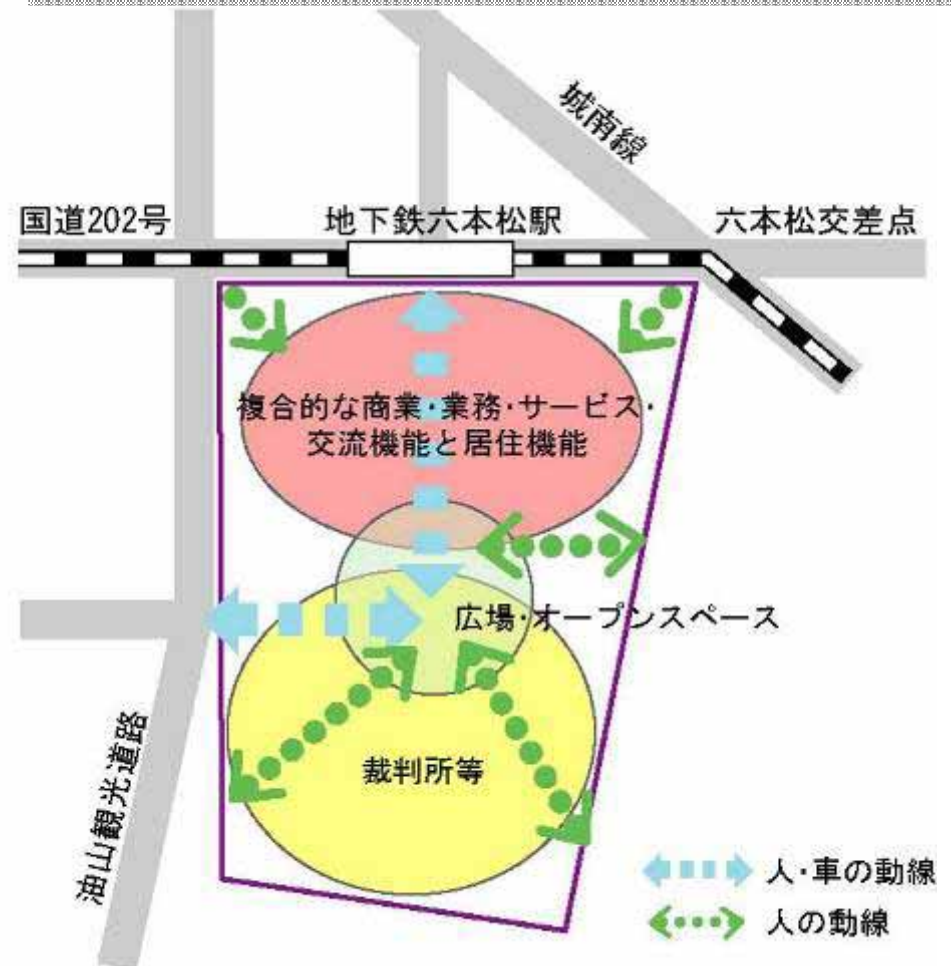 城南線
国道202号
地下鉄六本松駅
六本松交差点
複合的な商業・業務・サービス・
交流機能と居住機能
広場・オープンスペース
裁判所等
油山観光道路
人・車の動線
人の動線